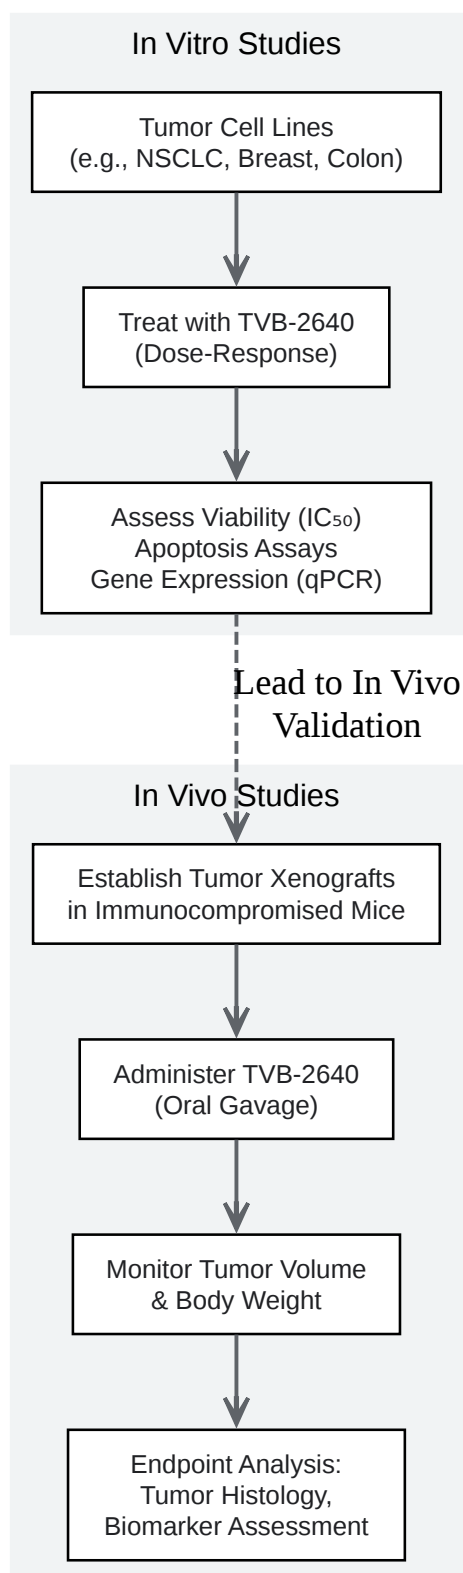 In Vitro Studies
Tumor Cell Lines
(e.g., NSCLC, Breast, Colon)
Treat with TVB-2640
(Dose-Response)
Assess Viability (IC₅₀)
Apoptosis Assays
Gene Expression (qPCR)
Lead to In Vivo
Validation
In Vivo Studies
Establish Tumor Xenografts
in Immunocompromised Mice
Administer TVB-2640
(Oral Gavage)
Monitor Tumor Volume
& Body Weight
Endpoint Analysis:
Tumor Histology,
Biomarker Assessment